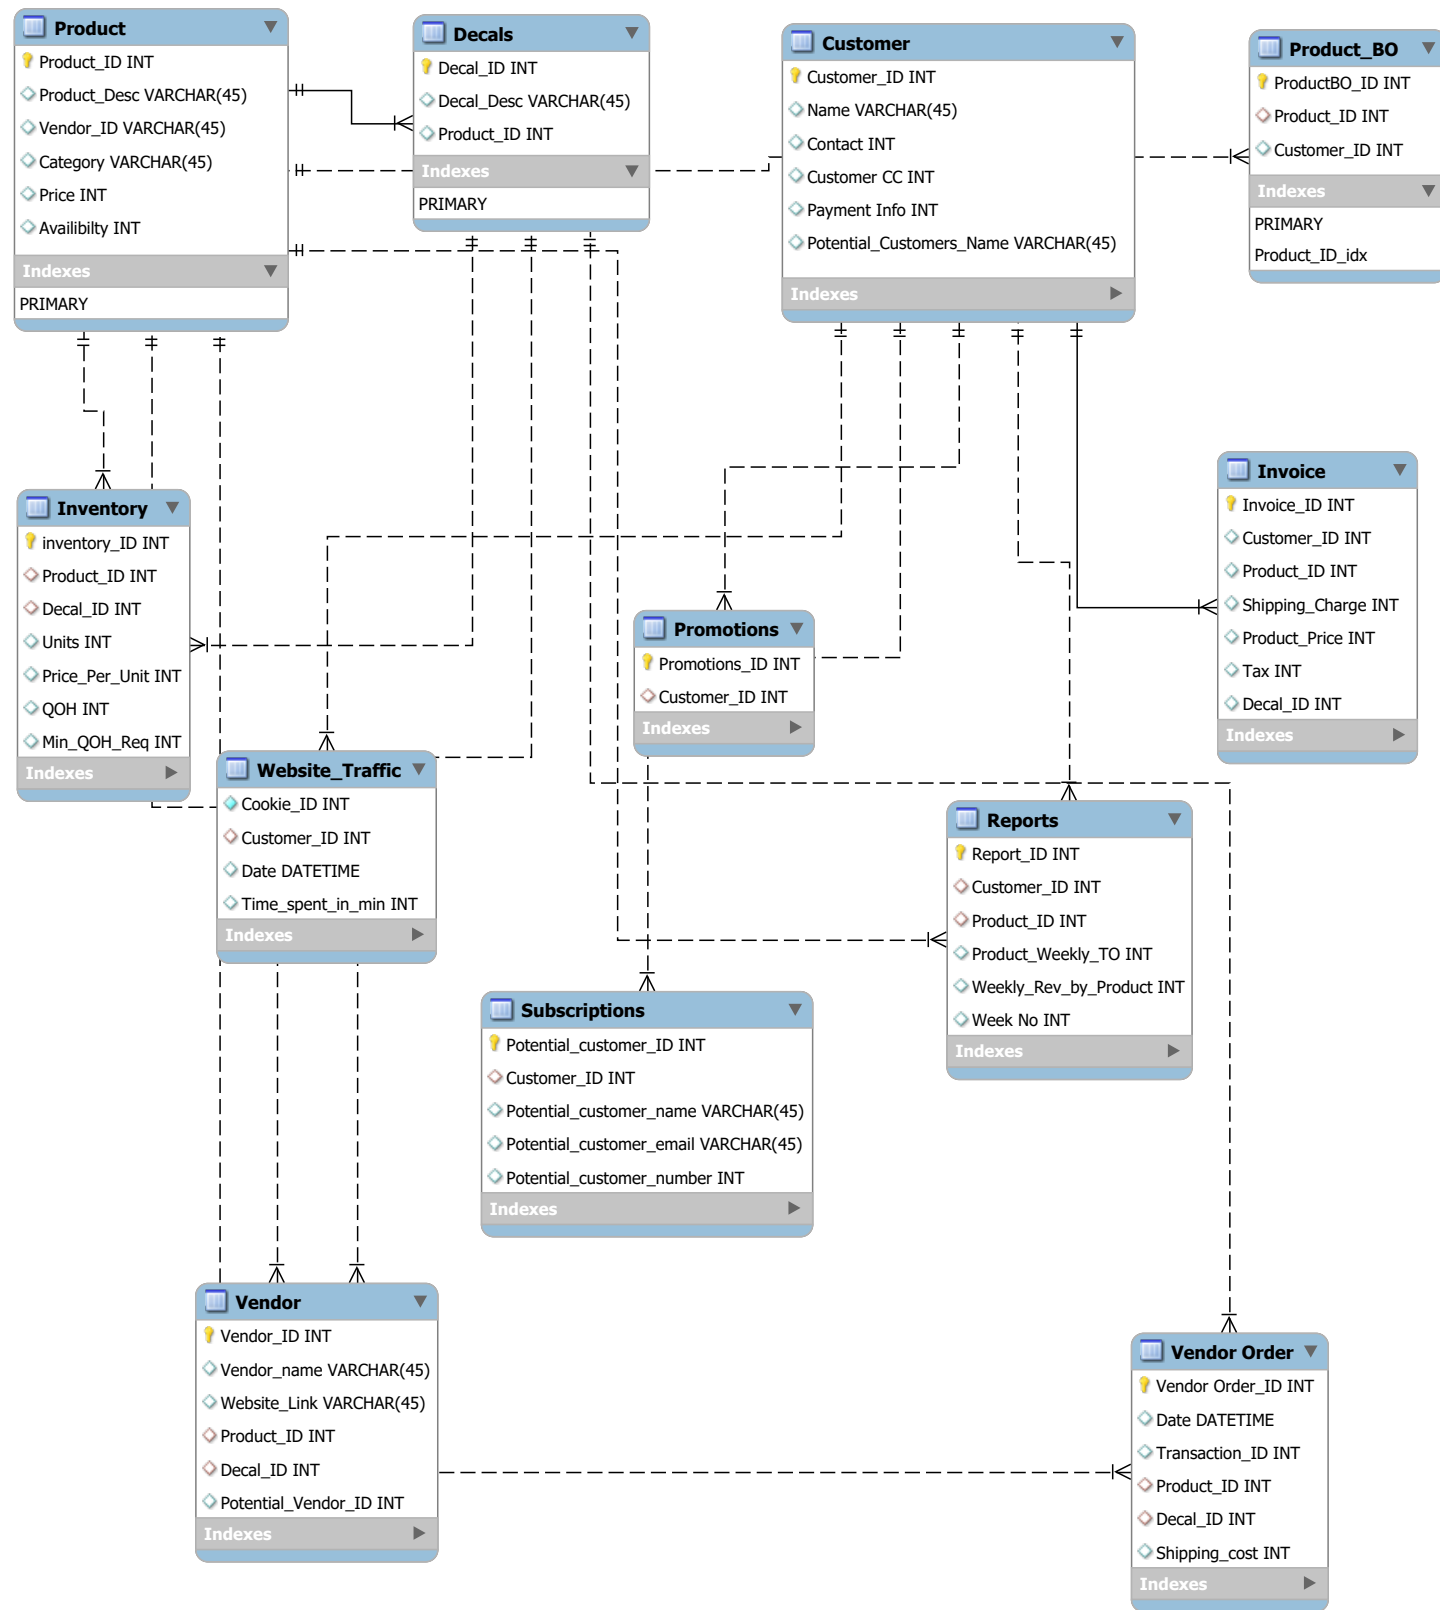 Product
Product_ID INT
Product_Desc VARCHAR(45)
Vendor_ID VARCHAR(45)
Category VARCHAR(45)
Price INT
Availibilty INT
Indexes
PRIMARY
Decals
Decal_ID INT
Decal_Desc VARCHAR(45)
Product_ID INT
Indexes
PRIMARY
Customer
Customer_ID INT
Name VARCHAR(45)
Contact INT
Customer CC INT
Payment Info INT
Potential_Customers_Name VARCHAR(45)
Indexes
Product_BO
ProductBO_ID INT
Product_ID INT
Customer_ID INT
Indexes
PRIMARY
Product_ID_idx
Inventory
inventory_ID INT
Product_ID INT
Decal_ID INT
Units INT
Price_Per_Unit INT
QOH INT
Min_QOH_Req INT
Indexes
Invoice
Invoice_ID INT
Customer_ID INT
Product_ID INT
Shipping_Charge INT
Product_Price INT
Tax INT
Decal_ID INT
Indexes
Promotions
Promotions_ID INT
Customer_ID INT
Indexes
Website_Traffic
Cookie_ID INT
Customer_ID INT
Date DATETIME
Time_spent_in_min INT
Indexes
Reports
Report_ID INT
Customer_ID INT
Product_ID INT
Product_Weekly_TO INT
Weekly_Rev_by_Product INT
Week No INT
Indexes
Subscriptions
Potential_customer_ID INT
Customer_ID INT
Potential_customer_name VARCHAR(45)
Potential_customer_email VARCHAR(45)
Potential_customer_number INT
Indexes
Vendor
Vendor_ID INT
Vendor_name VARCHAR(45)
Website_Link VARCHAR(45)
Product_ID INT
Decal_ID INT
Potential_Vendor_ID INT
Indexes
Vendor Order
Vendor Order_ID INT
Date DATETIME
Transaction_ID INT
Product_ID INT
Decal_ID INT
Shipping_cost INT
Indexes